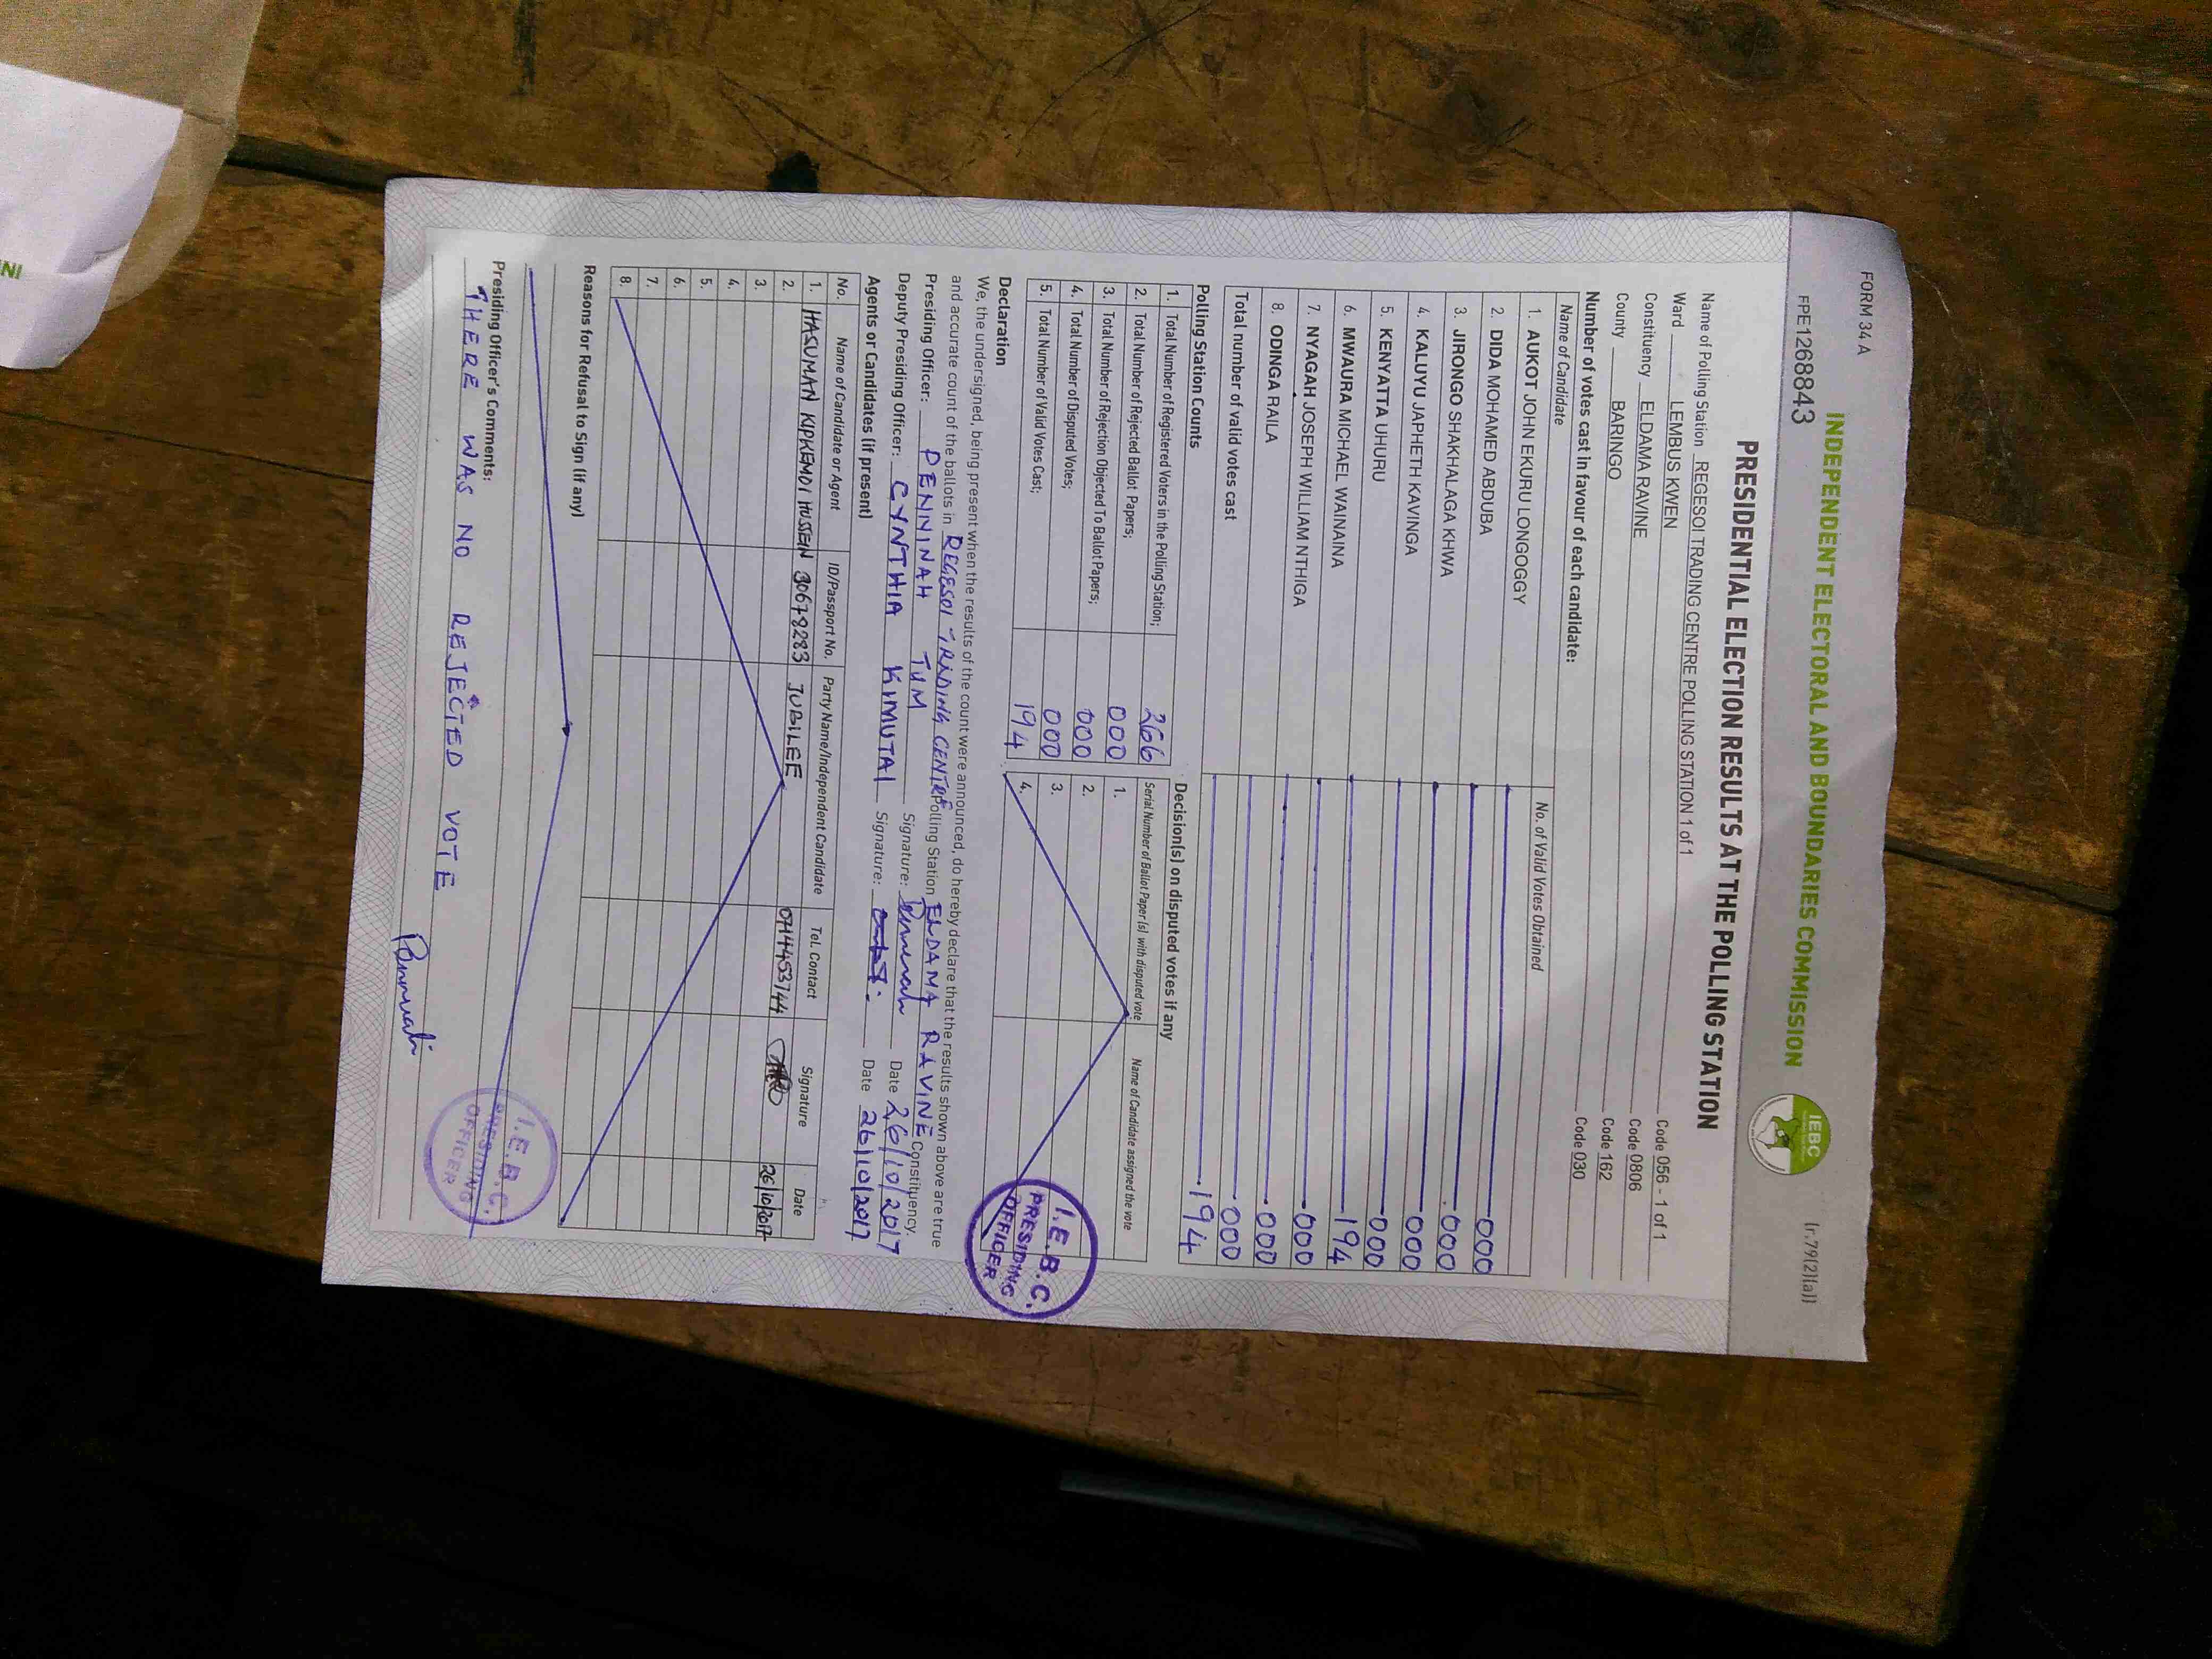 FORM 34 A
(r.79(2)(a))
FPE1268843
INDEPENDENT ELECTORAL AND BOUNDARIES COMMISSION
IEBC
PRESIDENTIAL ELECTION RESULTS AT THE POLLING STATION
Name of Polling Station REGESOI TRADING CENTRE POLLING STATION 1 of 1 Code 056 - 1 of 1
Ward LEMBUS KWEN Code 0806
Constituency ELDAMA RAVINE Code 162
County BARINGO Code 030
Number of votes cast in favour of each candidate:
Name of Candidate No. of Valid Votes Obtained
1. AUKOT JOHN EKURU LONGOGGY 000
2. DIDA MOHAMED ABDUBA 000
3. JIRONGO SHAKHALAGA KHWA 000
4. KALUYU JAPHETH KAVINGA 000
5. KENYATTA UHURU 194
6. MWAURA MICHAEL WAINAINA 000
7. NYAGAH JOSEPH WILLIAM NTHIGA 000
8. ODINGA RAILA 000
Total number of valid votes cast 194
Polling Station Counts
1. Total Number of Registered Voters in the Polling Station; 266
2. Total Number of Rejected Ballot Papers; 000
3. Total Number of Rejection Objected To Ballot Papers; 000
4. Total Number of Disputed Votes; 000
5. Total Number of Valid Votes Cast; 194
Decision(s) on disputed votes if any
Serial Number of Ballot Paper(s) with disputed vote Name of Candidate assigned the vote
1.
2.
3.
4.
I.E.B.C. PRESIDING OFFICER
Declaration
We, the undersigned, being present when the results of the count were announced, do hereby declare that the results shown above are true
and accurate count of the ballots in REGESOI TRADING CENTRE Polling Station ELDAMA RAVINE Constituency.
Presiding Officer: PENNINAH TUM Signature: Date 26/10/2017
Deputy Presiding Officer: CYNTHIA KIMUTAI Signature: Date 26/10/2017
Agents or Candidates (if present)
No. Name of Candidate or Agent ID/Passport No. Party Name/Independent Candidate Tel. Contact Signature Date
1. HASUMAN KIPKEMOI HUSSEIN 30678283 JUBILEE 0714453744 26/10/2017
2.
3.
4.
5.
6.
7.
8.
Reasons for Refusal to Sign (if any)
Presiding Officer's Comments:
THERE WAS NO REJECTED VOTE
I.E.B.C. PRESIDING OFFICER